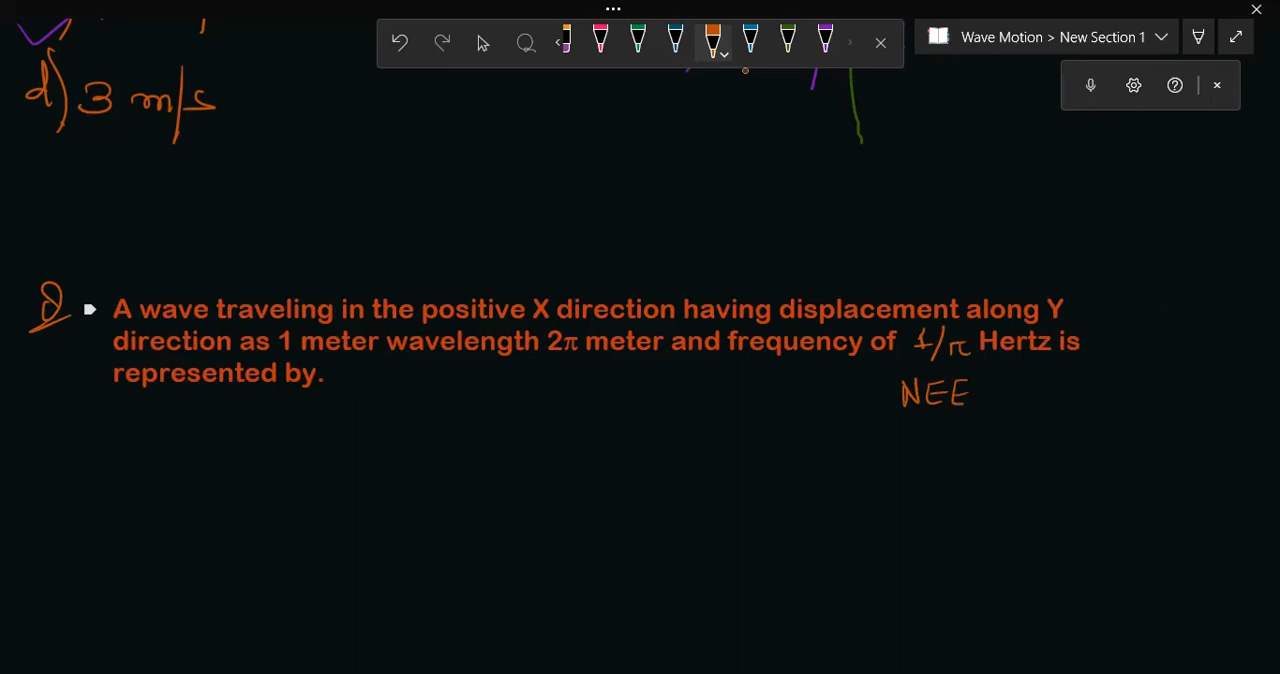 Wave Motion > New Section 1
d) 3 m/s
Q
A wave traveling in the positive X direction having displacement along Y
direction as 1 meter wavelength 2π meter and frequency of 1/π Hertz is
represented by.
NEE